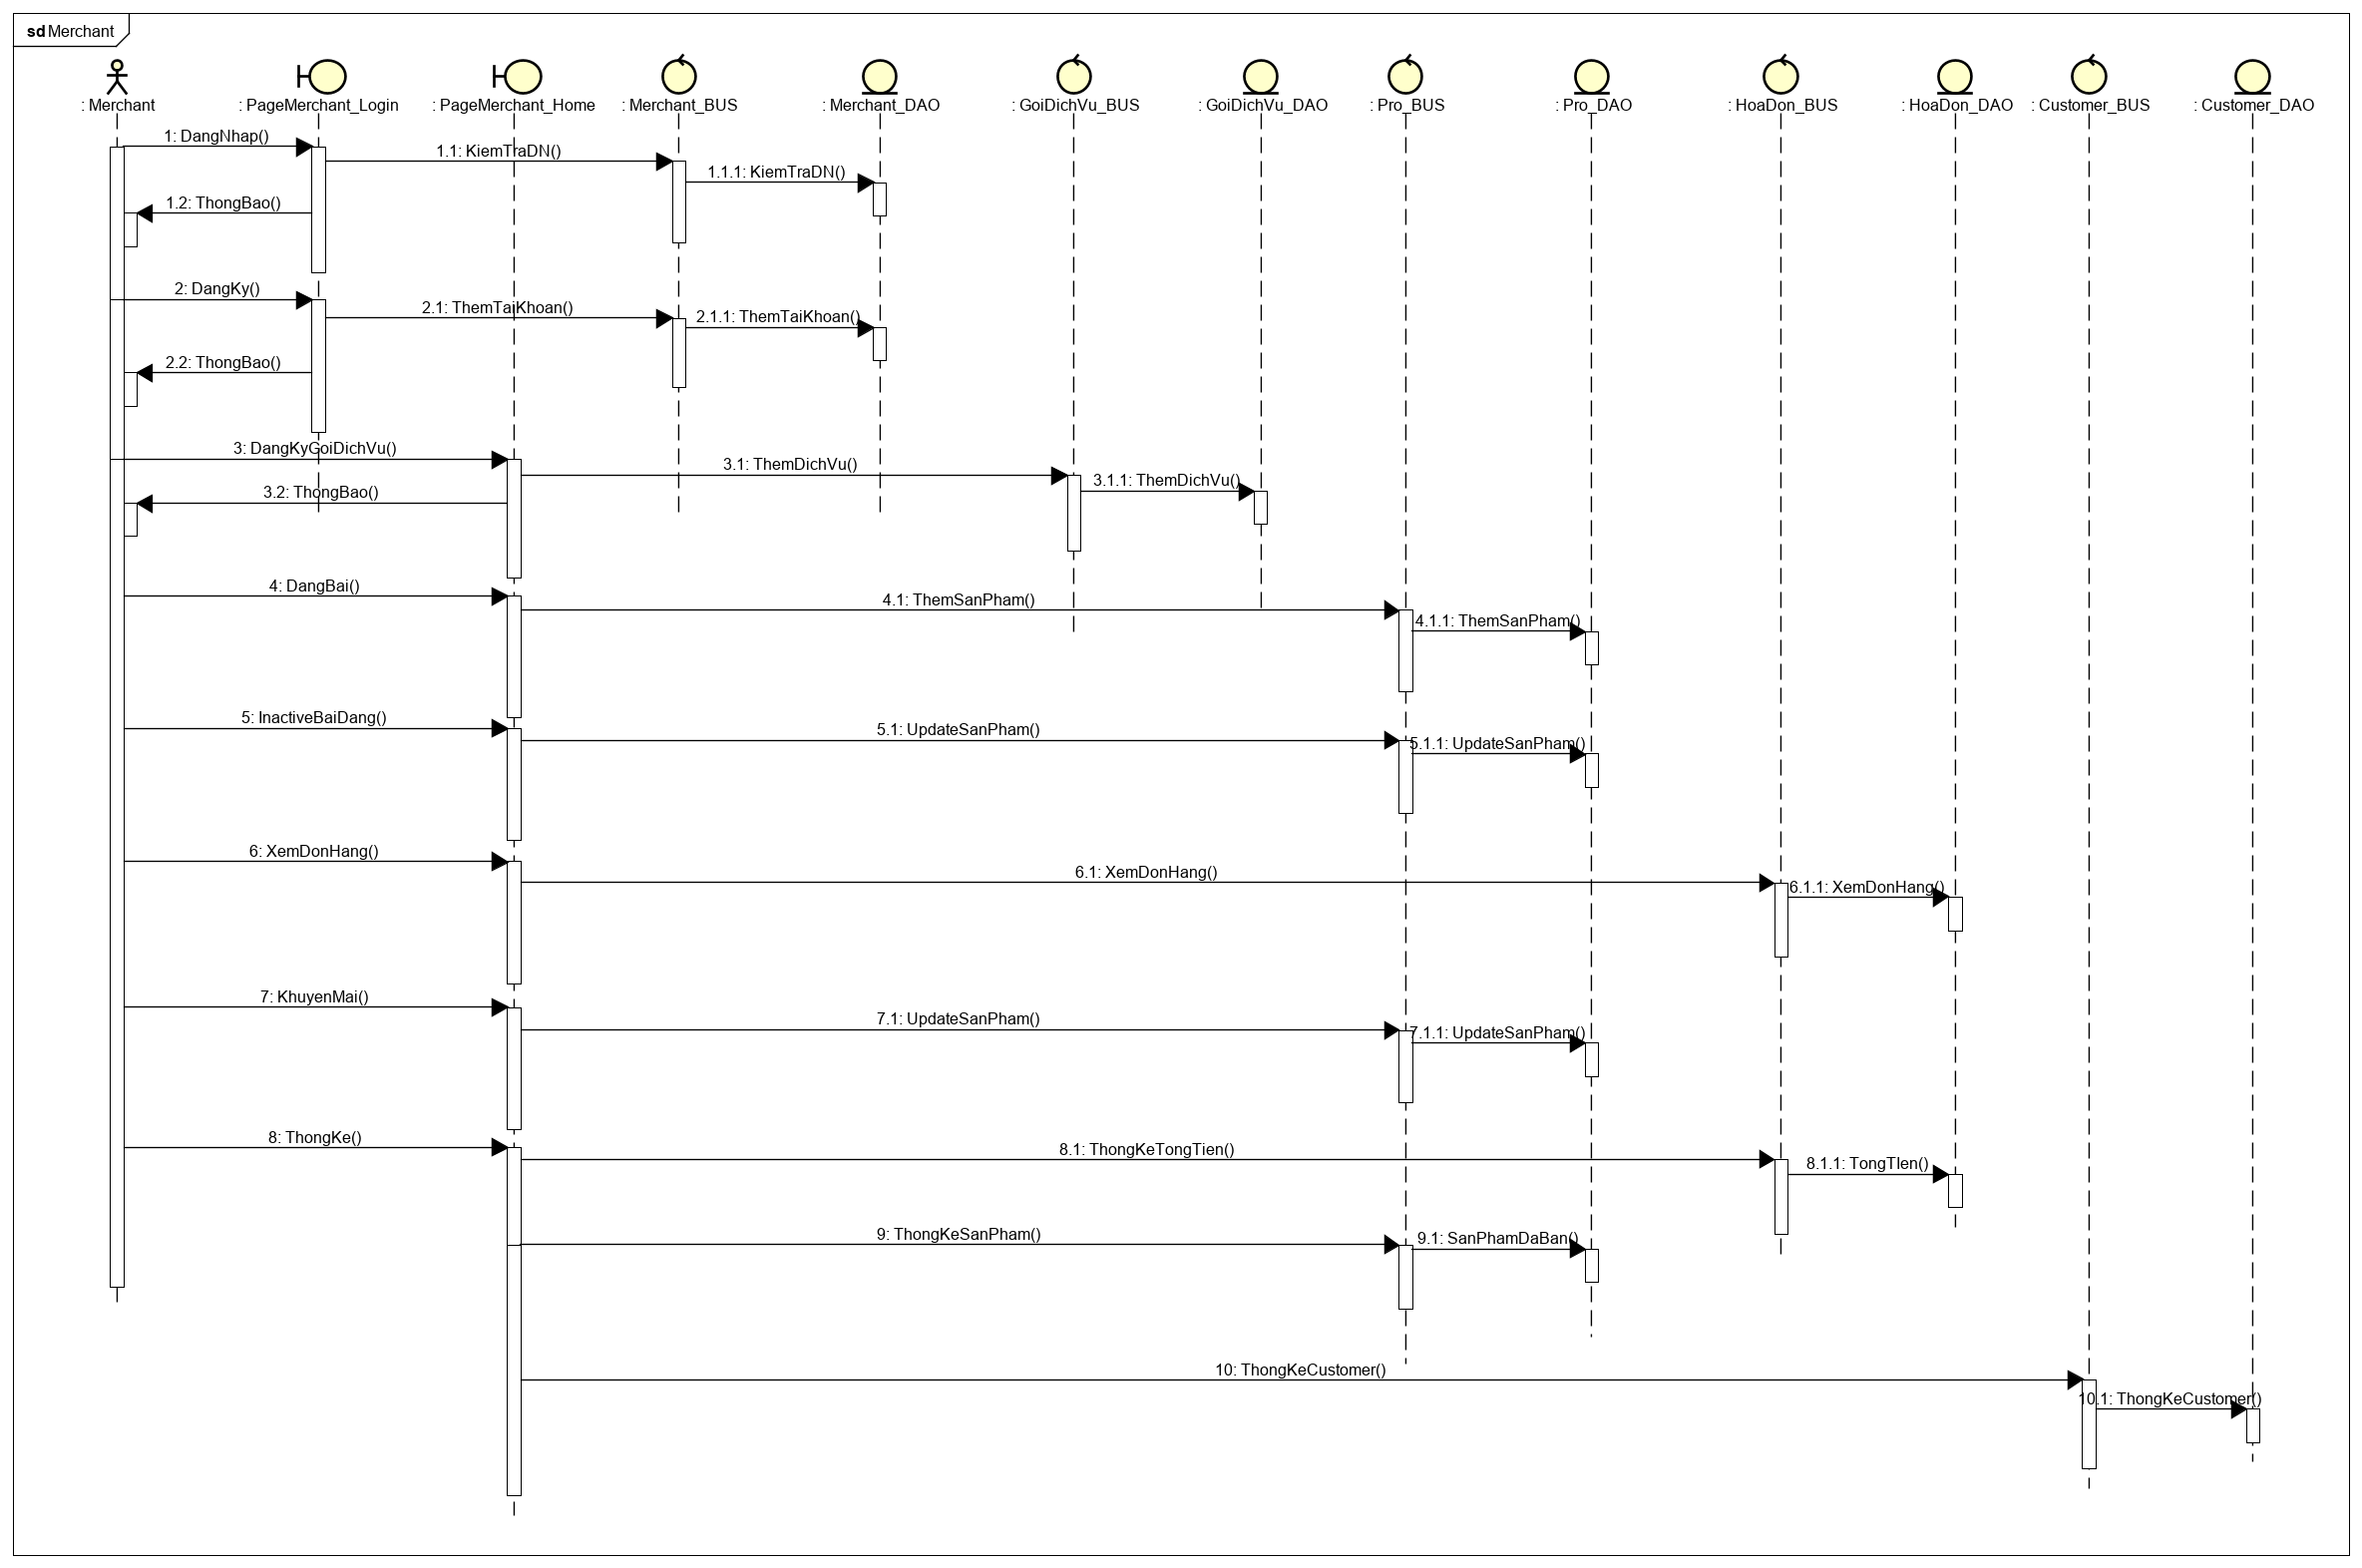 sd Merchant
: Merchant
: PageMerchant_Login
: PageMerchant_Home
: Merchant_BUS
: Merchant_DAO
: GoiDichVu_BUS
: GoiDichVu_DAO
: Pro_BUS
: Pro_DAO
: HoaDon_BUS
: HoaDon_DAO
: Customer_BUS
: Customer_DAO
1: DangNhap()
1.1: KiemTraDN()
1.1.1: KiemTraDN()
1.2: ThongBao()
2: DangKy()
2.1: ThemTaiKhoan()
2.1.1: ThemTaiKhoan()
2.2: ThongBao()
3: DangKyGoiDichVu()
3.1: ThemDichVu()
3.1.1: ThemDichVu()
3.2: ThongBao()
4: DangBai()
4.1: ThemSanPham()
4.1.1: ThemSanPham()
5: InactiveBaiDang()
5.1: UpdateSanPham()
5.1.1: UpdateSanPham()
6: XemDonHang()
6.1: XemDonHang()
6.1.1: XemDonHang()
7: KhuyenMai()
7.1: UpdateSanPham()
7.1.1: UpdateSanPham()
8: ThongKe()
8.1: ThongKeTongTien()
8.1.1: TongTIen()
9: ThongKeSanPham()
9.1: SanPhamDaBan()
10: ThongKeCustomer()
10.1: ThongKeCustomer()